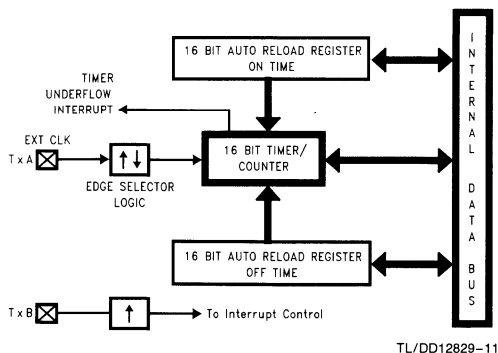 16 BIT AUTO RELOAD REGISTER
ON TIME
TIMER
UNDERFLOW
INTERRUPT
EXT CLK
TxA
↑↓
EDGE SELECTOR
LOGIC
16 BIT TIMER/
COUNTER
16 BIT AUTO RELOAD REGISTER
OFF TIME
TxB
↑
To Interrupt Control
INTERNAL DATA BUS
TL/DD12829-11